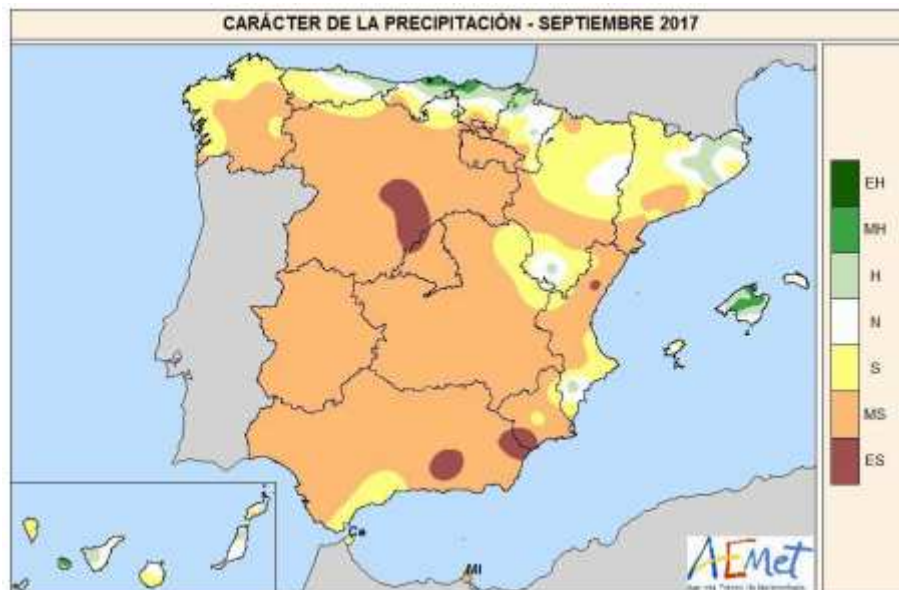 CARÁCTER DE LA PRECIPITACIÓN - SEPTIEMBRE 2017
EH
MH
H
N
S
MS
ES
Ce
Ml
AEMet